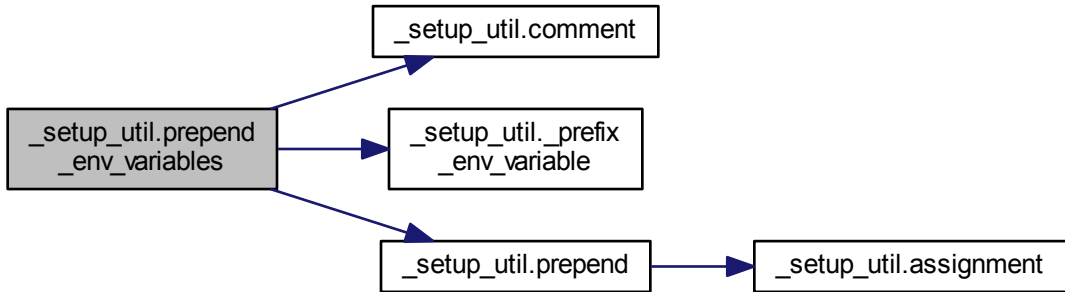 _setup_util.comment
_setup_util.prepend
_env_variables
_setup_util._prefix
_env_variable
_setup_util.prepend
_setup_util.assignment